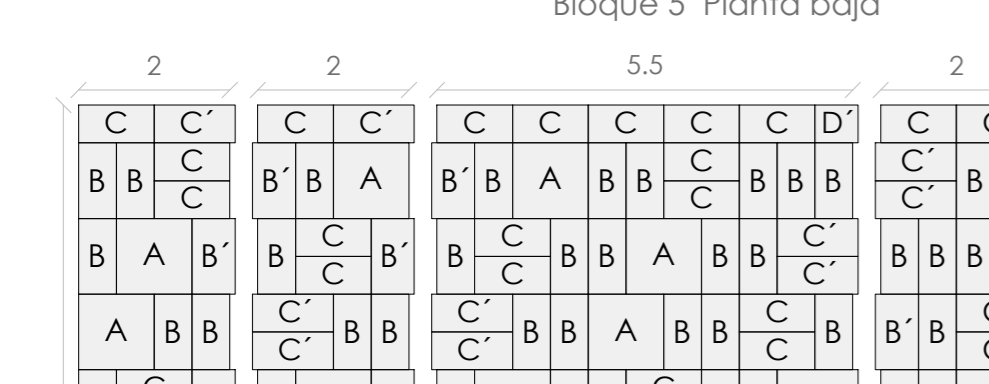 Bloque 5 Planta baja
2 2 5.5 2
C C´ C C´ C C C C C D´ C
B B C C B´ B A B´ B A B B C C B B B C´ C´ B
B A B´ B C C B´ B C C B B A B B C´ C´ B B B
A B B C´ C´ B B C´ C´ B B A B B C C B B´ B
C C